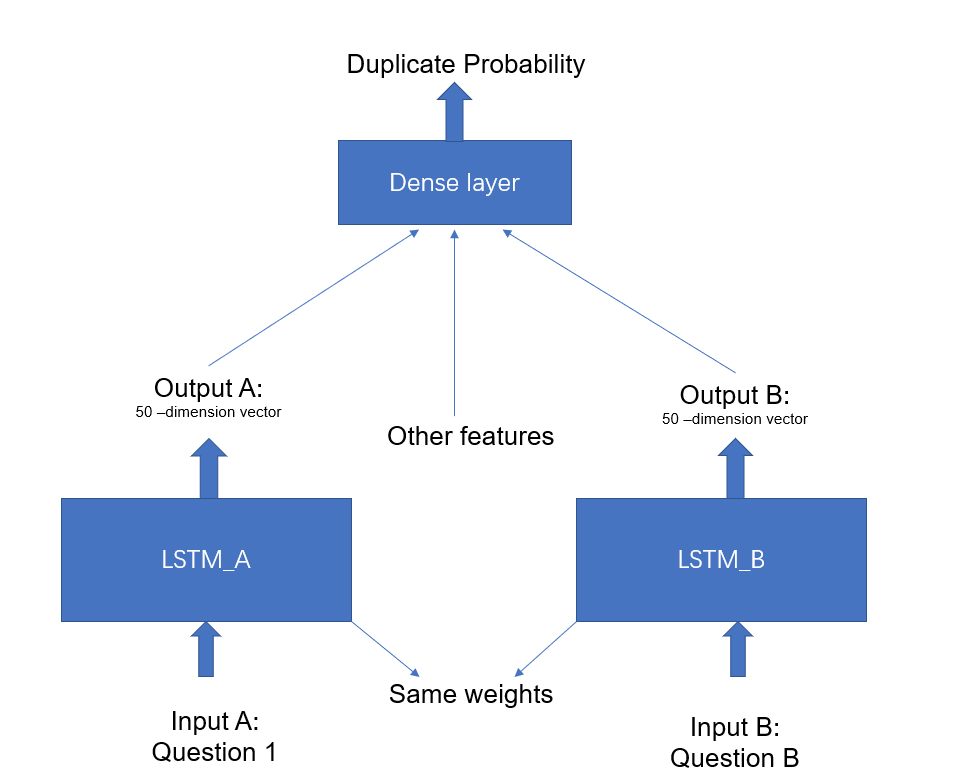 Duplicate Probability
Dense layer
Output A:
50 –dimension vector
Output B:
50 –dimension vector
Other features
LSTM_A
LSTM_B
Same weights
Input A:
Question 1
Input B:
Question B